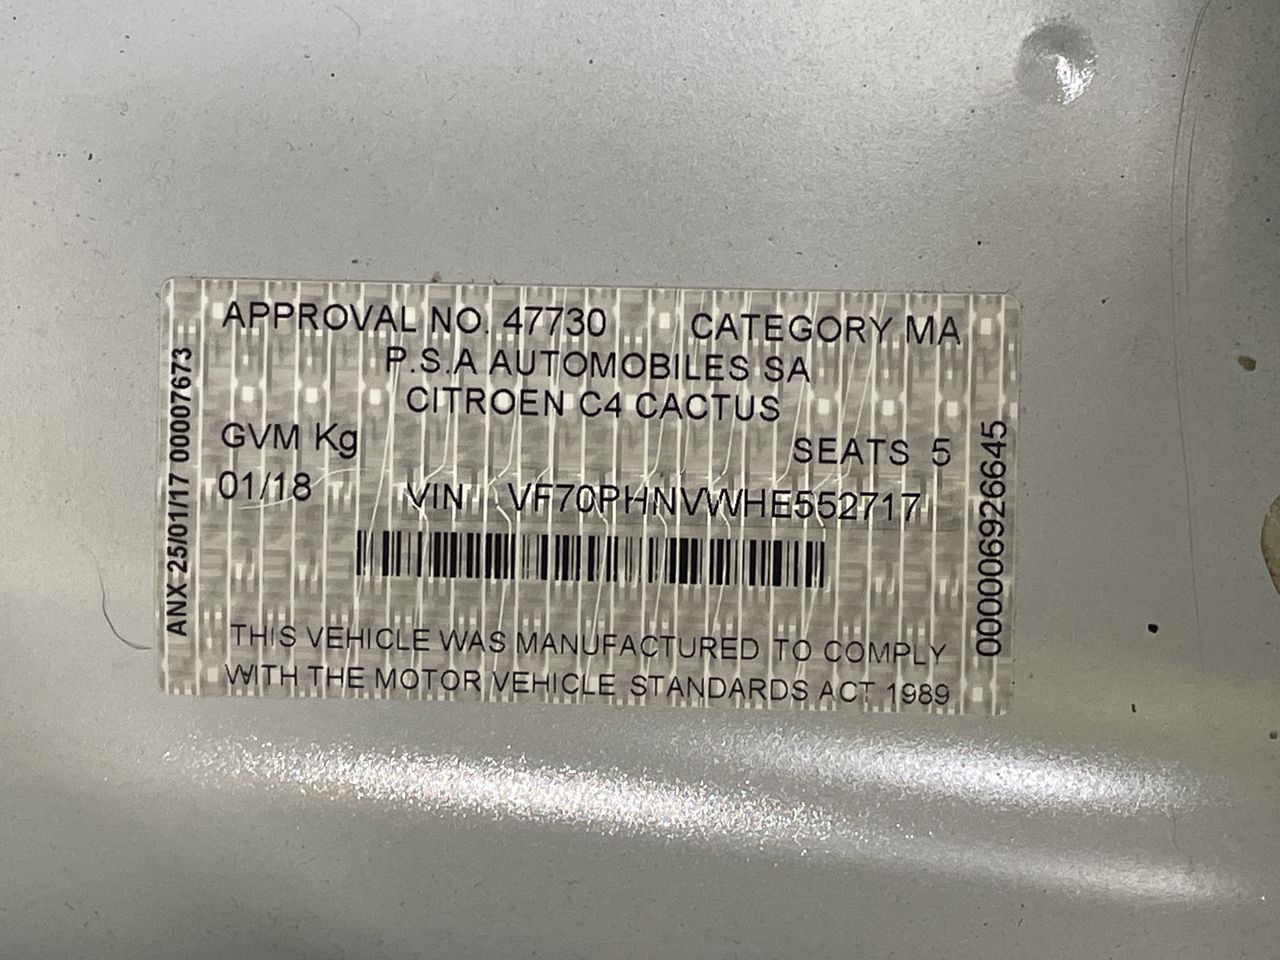 APPROVAL NO. 47730 CATEGORY MA
P.S.A AUTOMOBILES SA
CITROEN C4 CACTUS
GVM Kg SEATS 5
01/18 VIN VF70PHNVWHE552717
THIS VEHICLE WAS MANUFACTURED TO COMPLY
WITH THE MOTOR VEHICLE STANDARDS ACT 1989
ANX 25/01/17 00007673
0000006926645